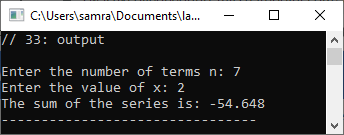 C:\Users\samra\Documents\la...
// 33: output
Enter the number of terms n: 7
Enter the value of x: 2
The sum of the series is: -54.648
--------------------------------